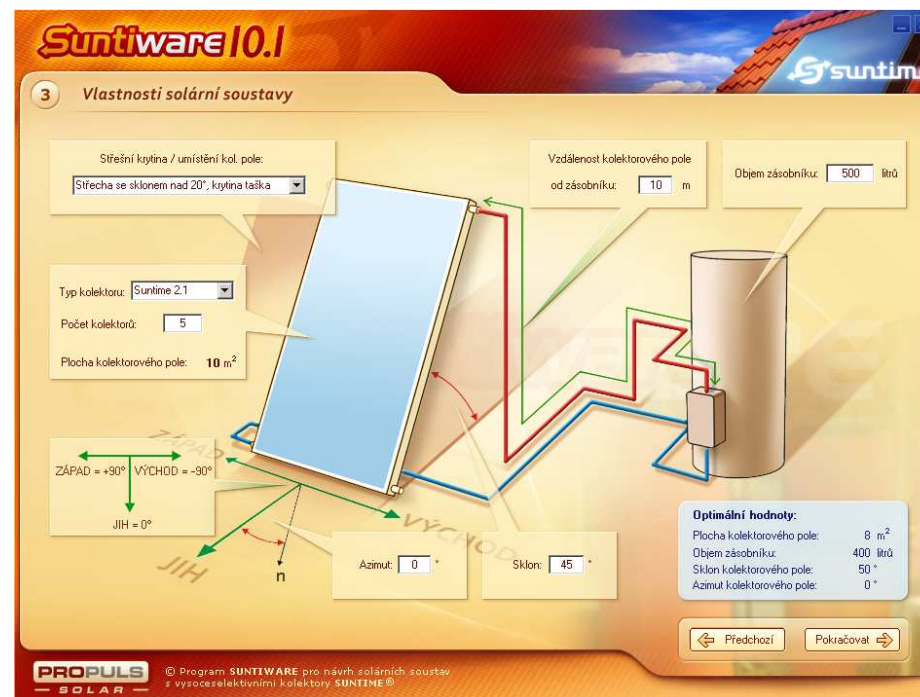 Suntiware 10.1
suntime
3 Vlastnosti solární soustavy
Střešní krytina / umístění kol. pole:
Střecha se sklonem nad 20°, krytina taška
Vzdálenost kolektorového pole
od zásobníku: 10 m
Objem zásobníku: 500 litrů
Typ kolektoru: Suntime 2.1
Počet kolektorů: 5
Plocha kolektorového pole: 10 m²
ZÁPAD
ZÁPAD = +90° VÝCHOD = -90°
JIH = 0°
VÝCHOD
JIH
n
Azimut: 0 °
Sklon: 45 °
Optimální hodnoty:
Plocha kolektorového pole: 8 m²
Objem zásobníku: 400 litrů
Sklon kolektorového pole: 50 °
Azimut kolektorového pole: 0 °
Předchozí
Pokračovat
PROPULS
SOLAR
© Program SUNTIWARE pro návrh solárních soustav
s vysoceselektivními kolektory SUNTIME®